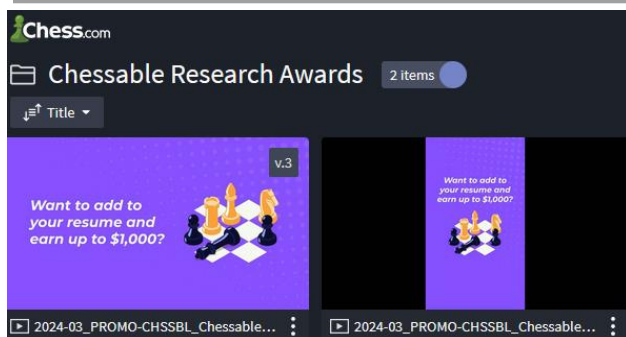 Chess.com
Chessable Research Awards 2 items
Title
v.3
Want to add to
your resume and
earn up to $1,000?
Want to add to
your resume and
earn up to $1,000?
2024-03_PROMO-CHSSBL_Chessable...
2024-03_PROMO-CHSSBL_Chessable...